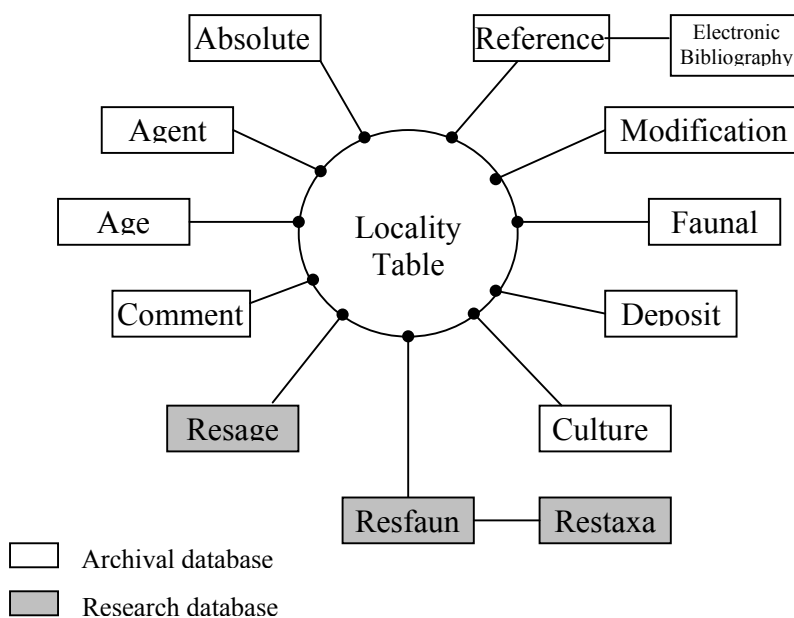 Absolute
Reference
Electronic
Bibliography
Agent
Modification
Age
Locality
Table
Faunal
Comment
Deposit
Resage
Culture
Resfaun
Restaxa
Archival database
Research database